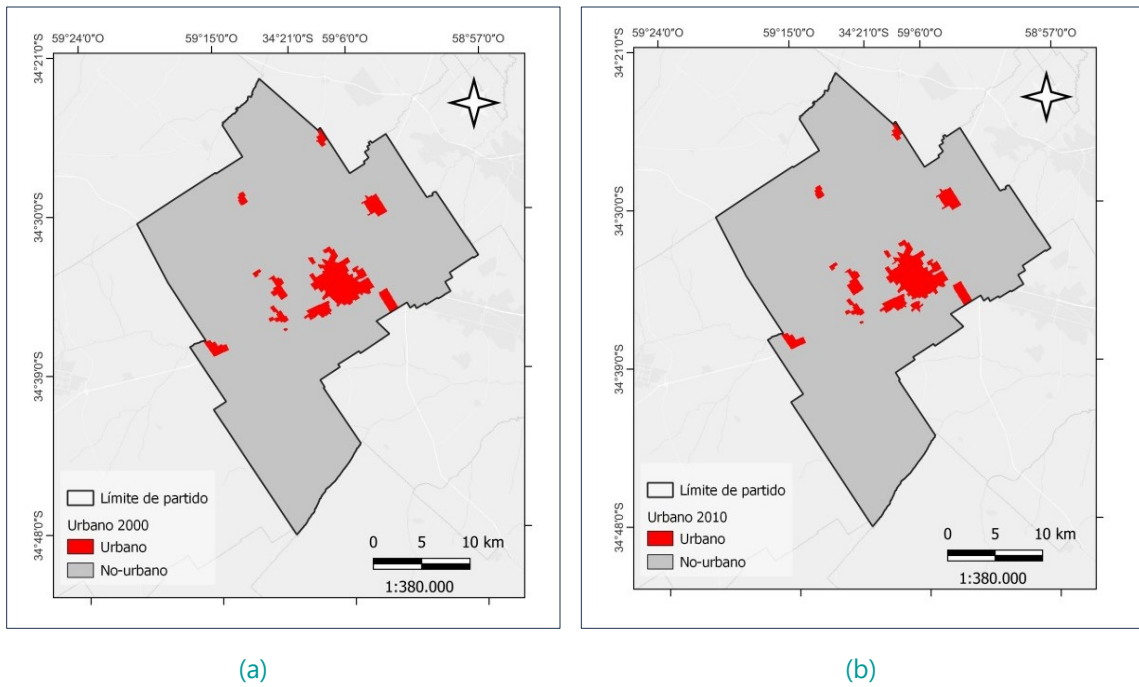 59°24'0"O 59°15'0"O 34°21'0"S 59°6'0"O 58°57'0"O
34°21'0"S
34°30'0"S
34°39'0"S
34°48'0"S
Límite de partido
Urbano 2000
Urbano
No-urbano
0 5 10 km
1:380.000
(a)
59°24'0"O 59°15'0"O 34°21'0"S 59°6'0"O 58°57'0"O
34°21'0"S
34°30'0"S
34°39'0"S
34°48'0"S
Límite de partido
Urbano 2010
Urbano
No-urbano
0 5 10 km
1:380.000
(b)